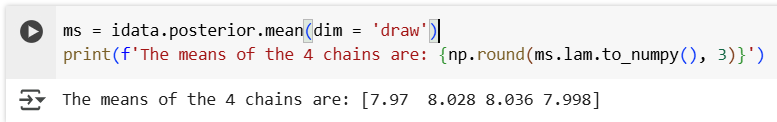 ms = idata.posterior.mean(dim = 'draw')
print(f'The means of the 4 chains are: {np.round(ms.lam.to_numpy(), 3)}')
The means of the 4 chains are: [7.97  8.028 8.036 7.998]